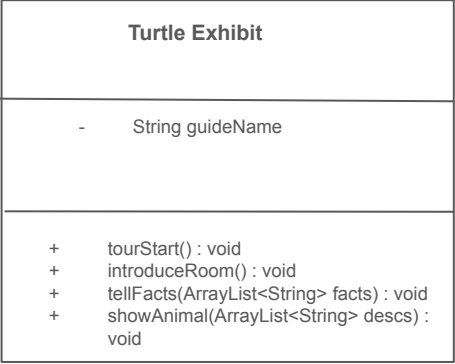 Turtle Exhibit
- String guideName
+ tourStart() : void
+ introduceRoom() : void
+ tellFacts(ArrayList<String> facts) : void
+ showAnimal(ArrayList<String> descs) :
void